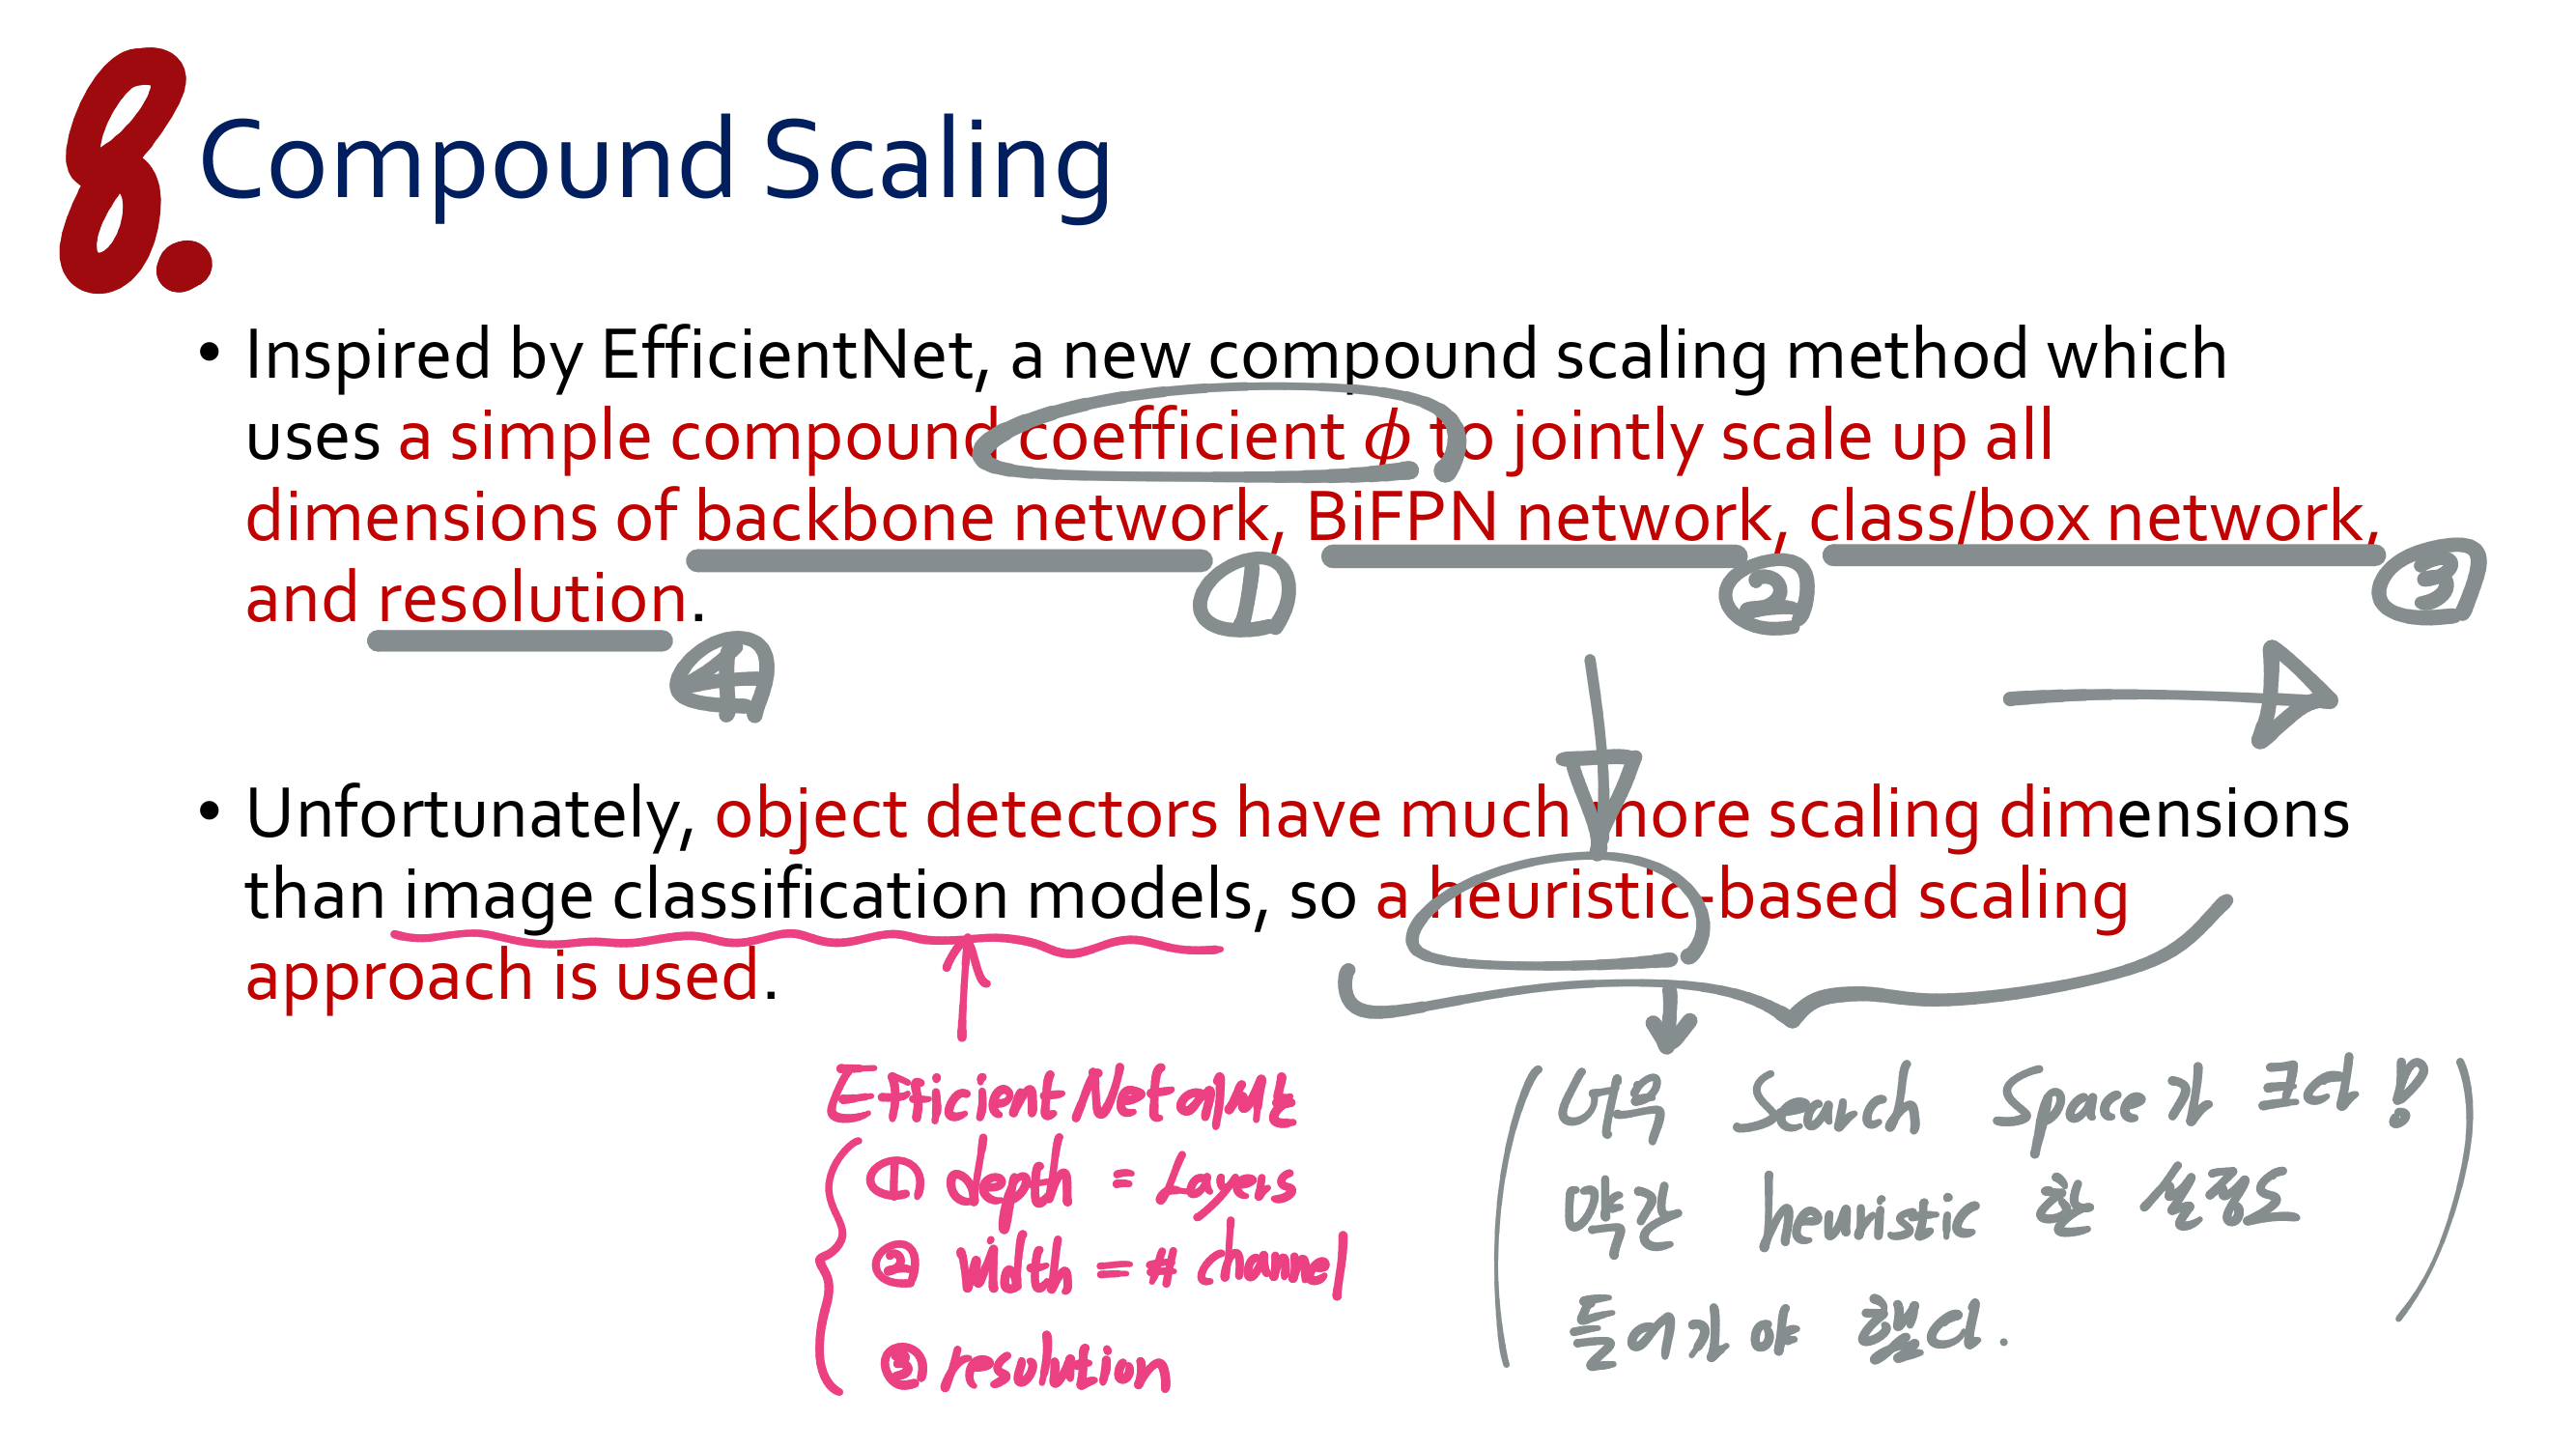 8. Compound Scaling
• Inspired by EfficientNet, a new compound scaling method which
uses a simple compound coefficient ϕ to jointly scale up all
dimensions of backbone network, BiFPN network, class/box network,
① ② ③
and resolution.
④
• Unfortunately, object detectors have much more scaling dimensions
than image classification models, so a heuristic-based scaling
approach is used.
EfficientNet에서는
① depth = Layers
② width = # channel
③ resolution
너무 Search Space가 크다!
약간 heuristic 한 설정도
들어가야 했다.